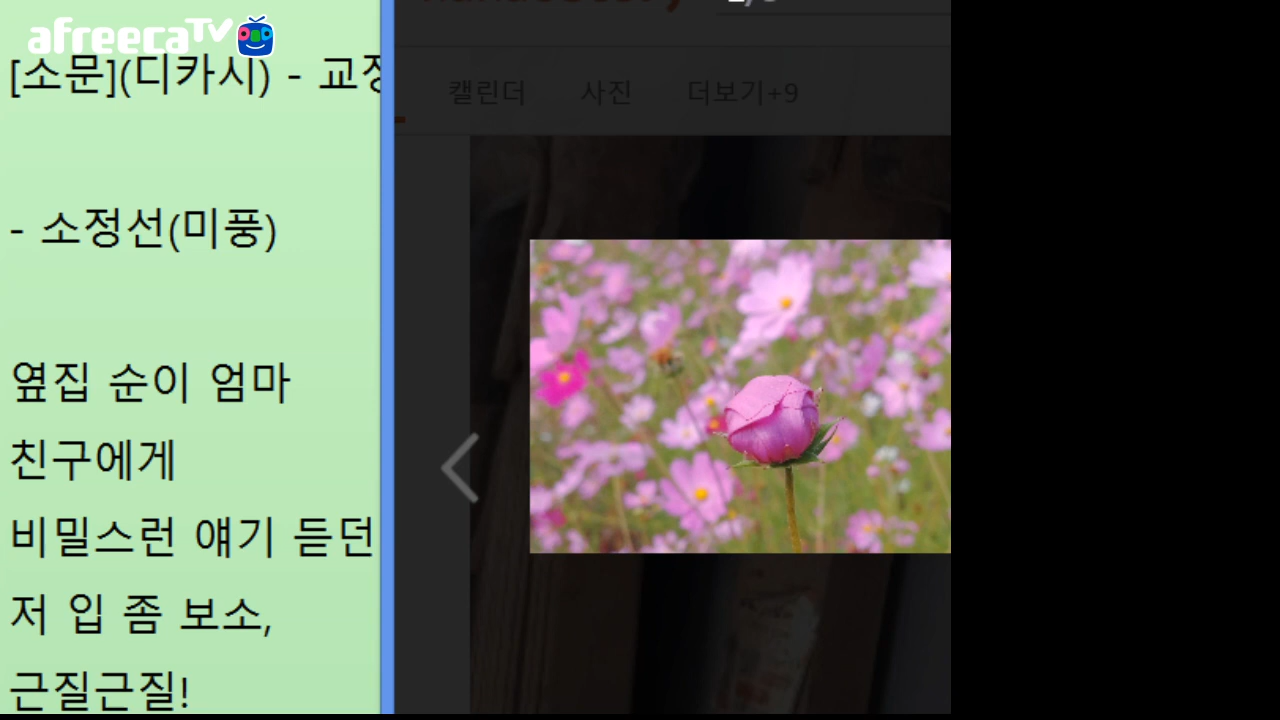 afreecaTV
[소문](디카시) - 교정
- 소정선(미풍)
옆집 순이 엄마
친구에게
비밀스런 얘기 듣던
저 입 좀 보소,
근질근질!
캘린더 사진 더보기+9